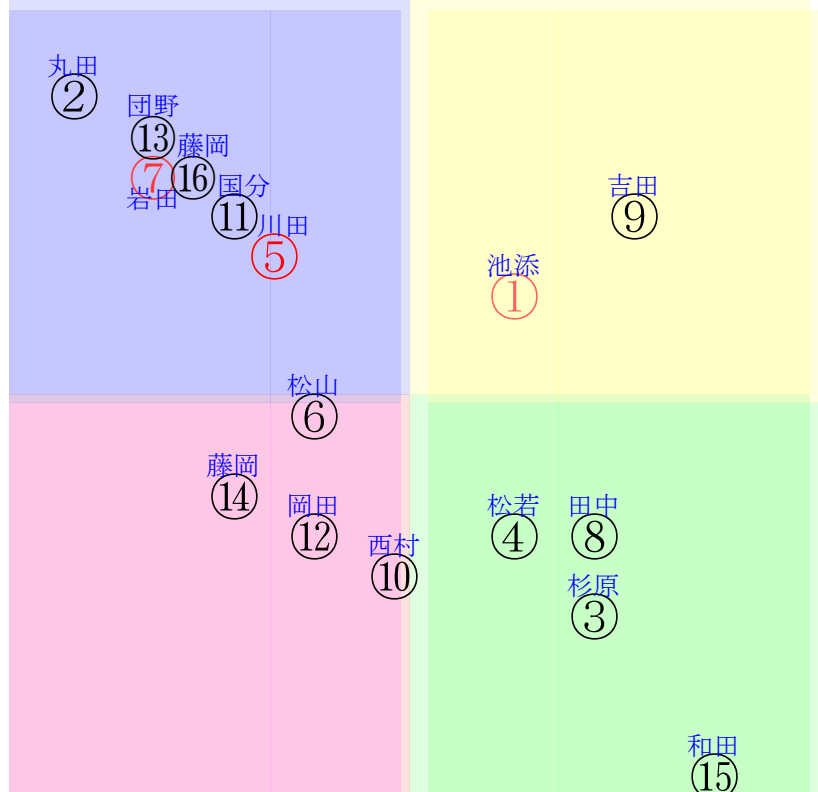 丸田
②
団野
⑬
藤岡
⑦
⑯
岩田
国分
⑪
川田
⑤
吉田
⑨
池添
①
松山
⑥
藤岡
⑭
岡田
⑫
西村
⑩
松若
④
田中
⑧
杉原
③
和田
⑮